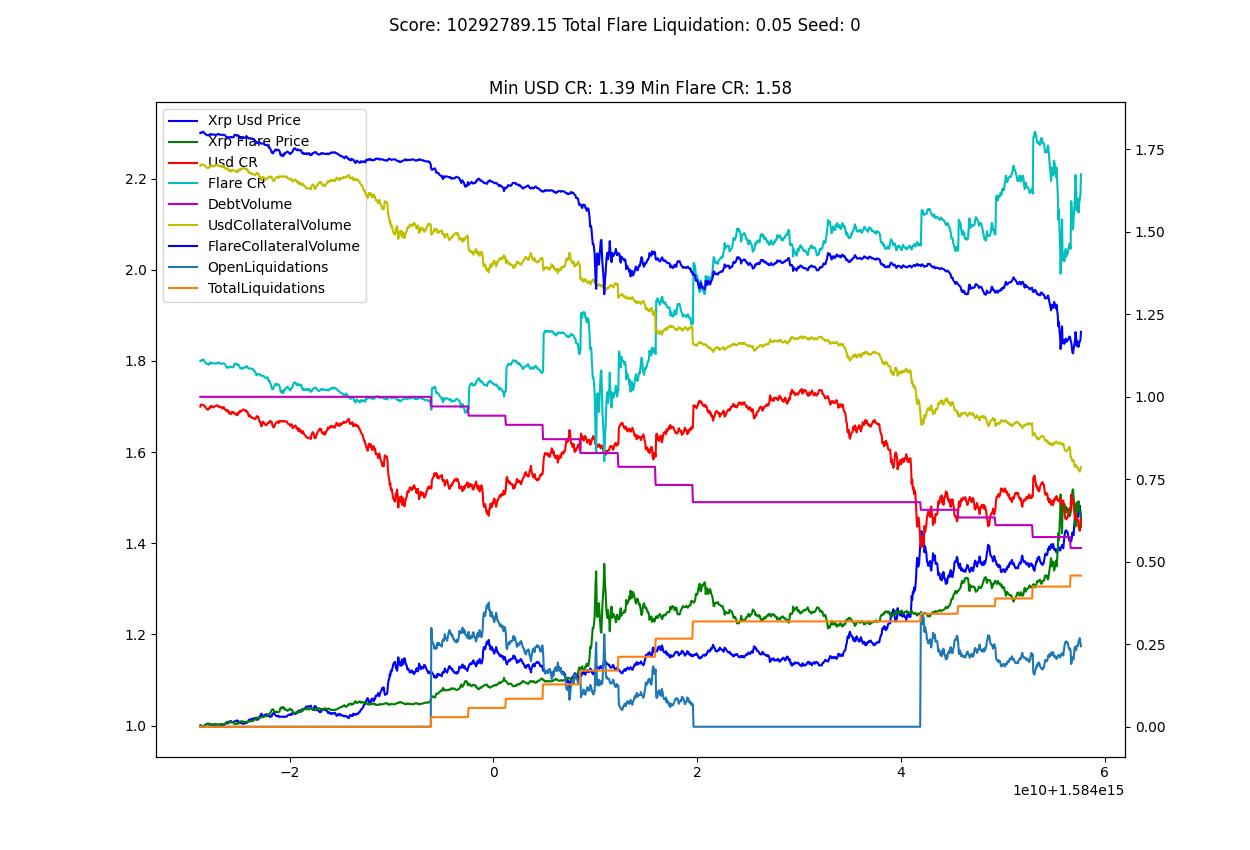 Score: 10292789.15 Total Flare Liquidation: 0.05 Seed: 0
Min USD CR: 1.39 Min Flare CR: 1.58
Xrp Usd Price
Xrp Flare Price
Usd CR
Flare CR
DebtVolume
UsdCollateralVolume
FlareCollateralVolume
OpenLiquidations
TotalLiquidations
2.2
2.0
1.8
1.6
1.4
1.2
1.0
1.75
1.50
1.25
1.00
0.75
0.50
0.25
0.00
−2
0
2
4
6
1e10+1.584e15